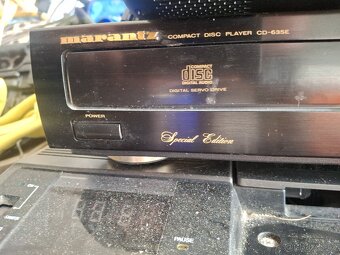 marantz COMPACT DISC PLAYER CD-63SE
COMPACT
disc
DIGITAL AUDIO
DIGITAL SERVO DRIVE
POWER
Special Edition
PAUSE